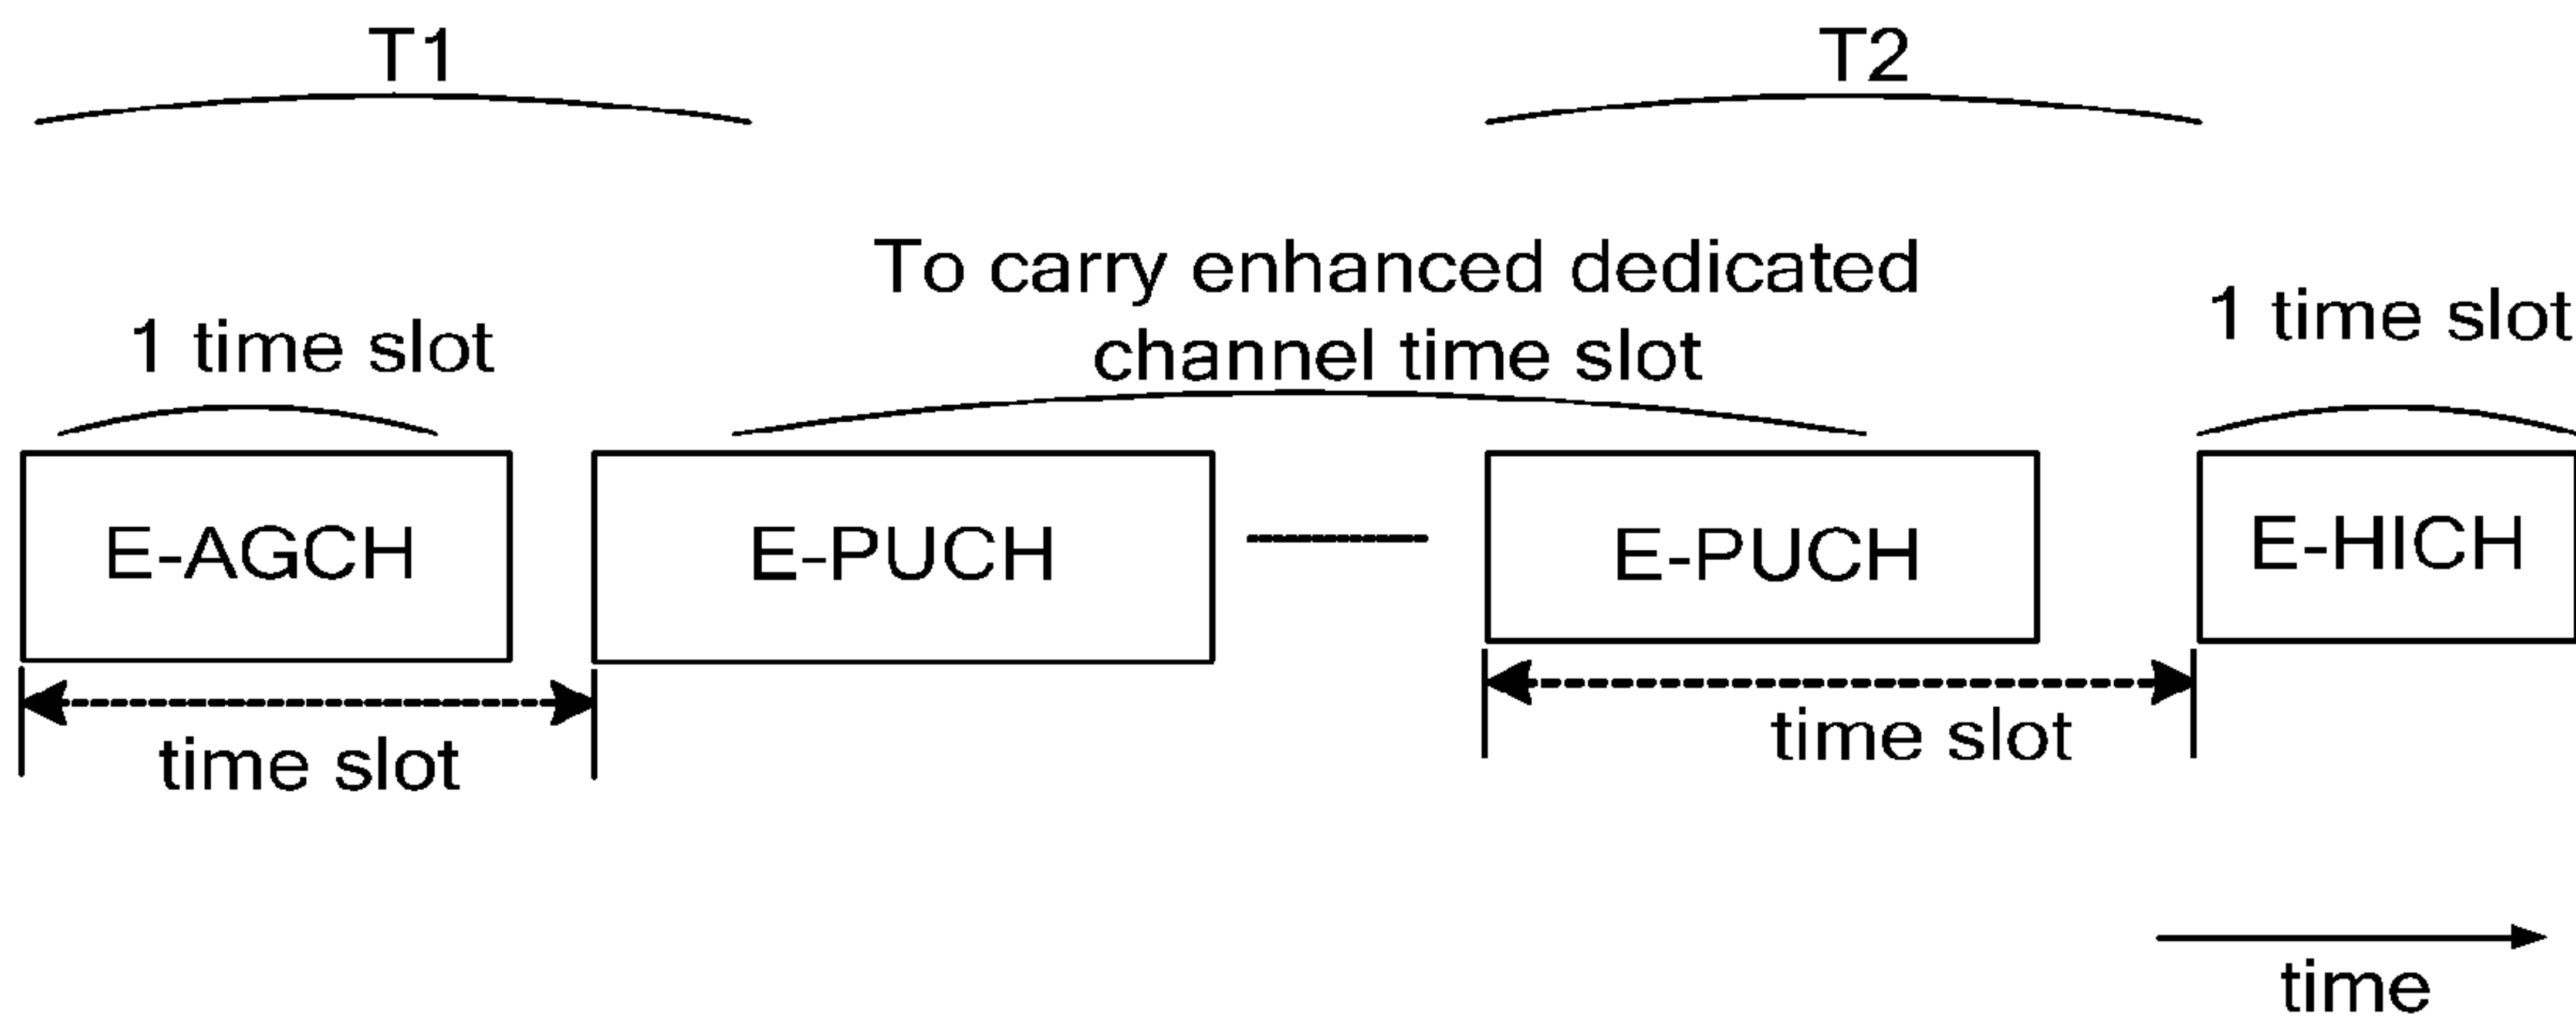 T1
T2
To carry enhanced dedicated
channel time slot
1 time slot
1 time slot
E-AGCH
E-PUCH
E-PUCH
E-HICH
time slot
time slot
time